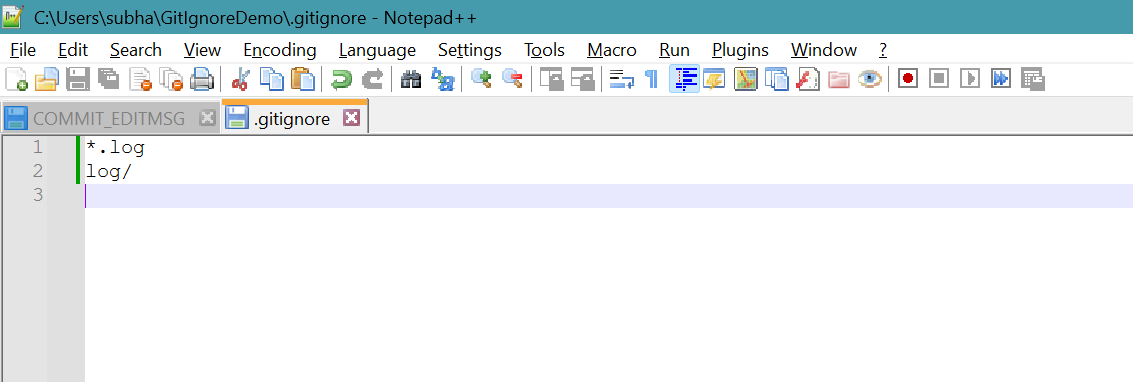 C:\Users\subha\GitIgnoreDemo\.gitignore - Notepad++
File Edit Search View Encoding Language Settings Tools Macro Run Plugins Window ?
COMMIT_EDITMSG .gitignore
1 *.log
2 log/
3